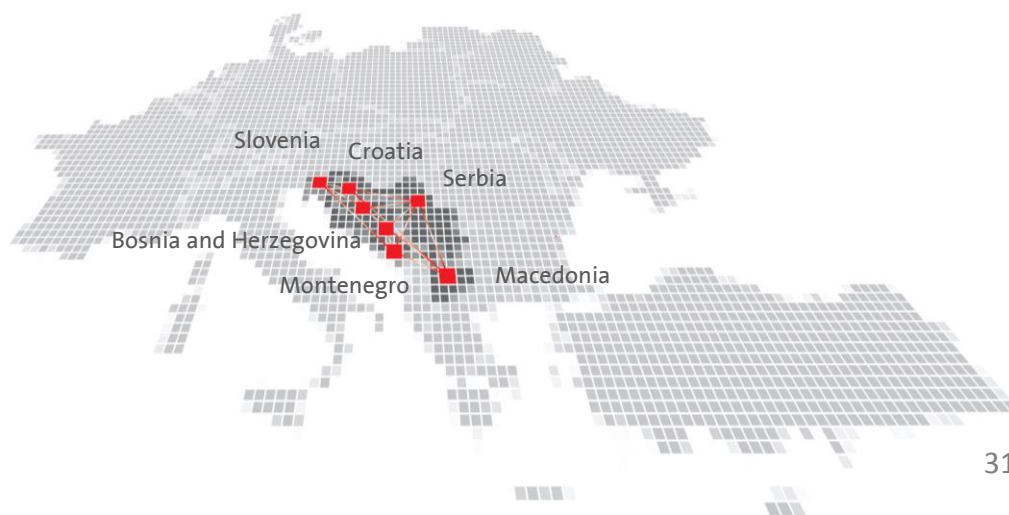 Slovenia
Croatia
Serbia
Bosnia and Herzegovina
Montenegro
Macedonia
31